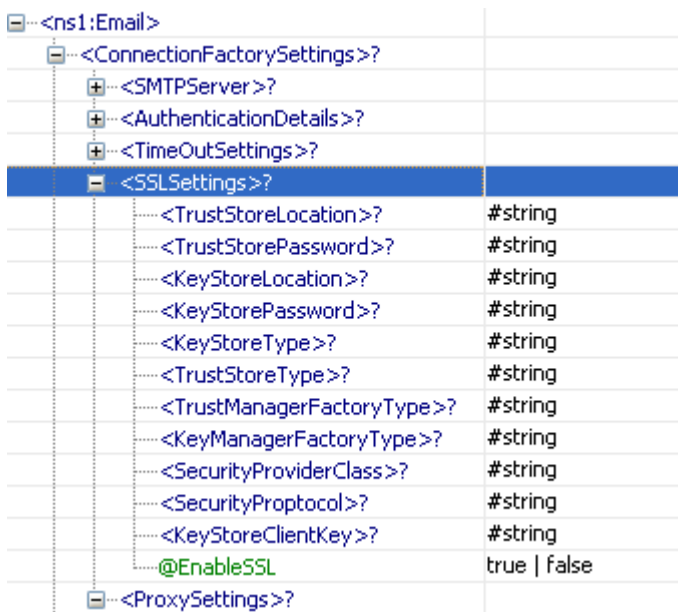 <ns1:Email>
<ConnectionFactorySettings>?
<SMTPServer>?
<AuthenticationDetails>?
<TimeOutSettings>?
<SSLSettings>?
<TrustStoreLocation>? #string
<TrustStorePassword>? #string
<KeyStoreLocation>? #string
<KeyStorePassword>? #string
<KeyStoreType>? #string
<TrustStoreType>? #string
<TrustManagerFactoryType>? #string
<KeyManagerFactoryType>? #string
<SecurityProviderClass>? #string
<SecurityProptocol>? #string
<KeyStoreClientKey>? #string
@EnableSSL true | false
<ProxySettings>?